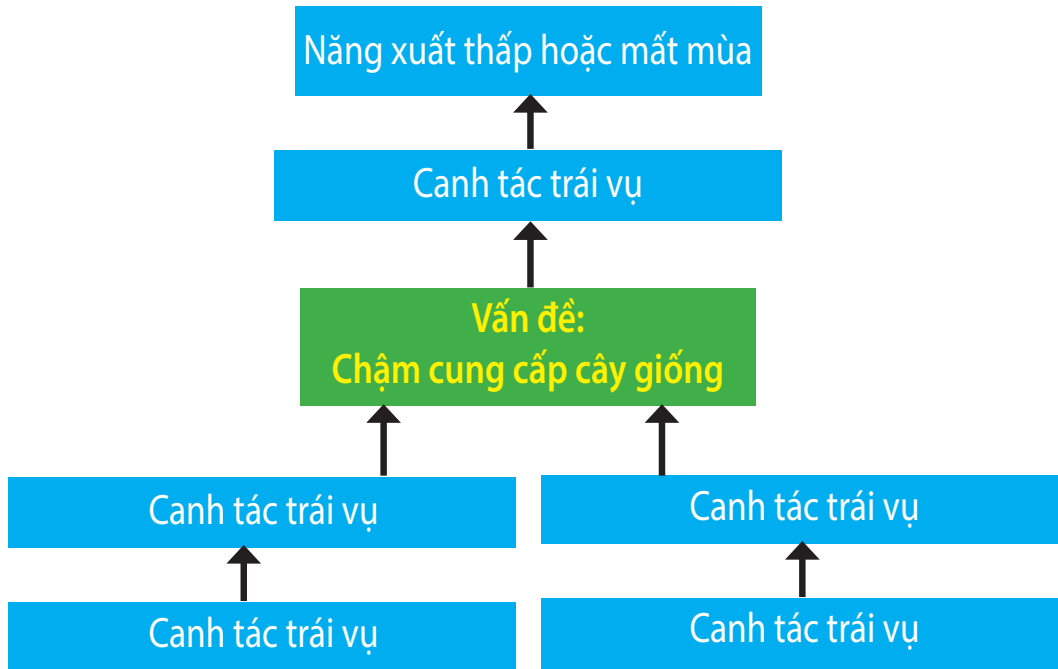 Năng xuất thấp hoặc mất mùa
Canh tác trái vụ
Vấn đề:
Chậm cung cấp cây giống
Canh tác trái vụ
Canh tác trái vụ
Canh tác trái vụ
Canh tác trái vụ